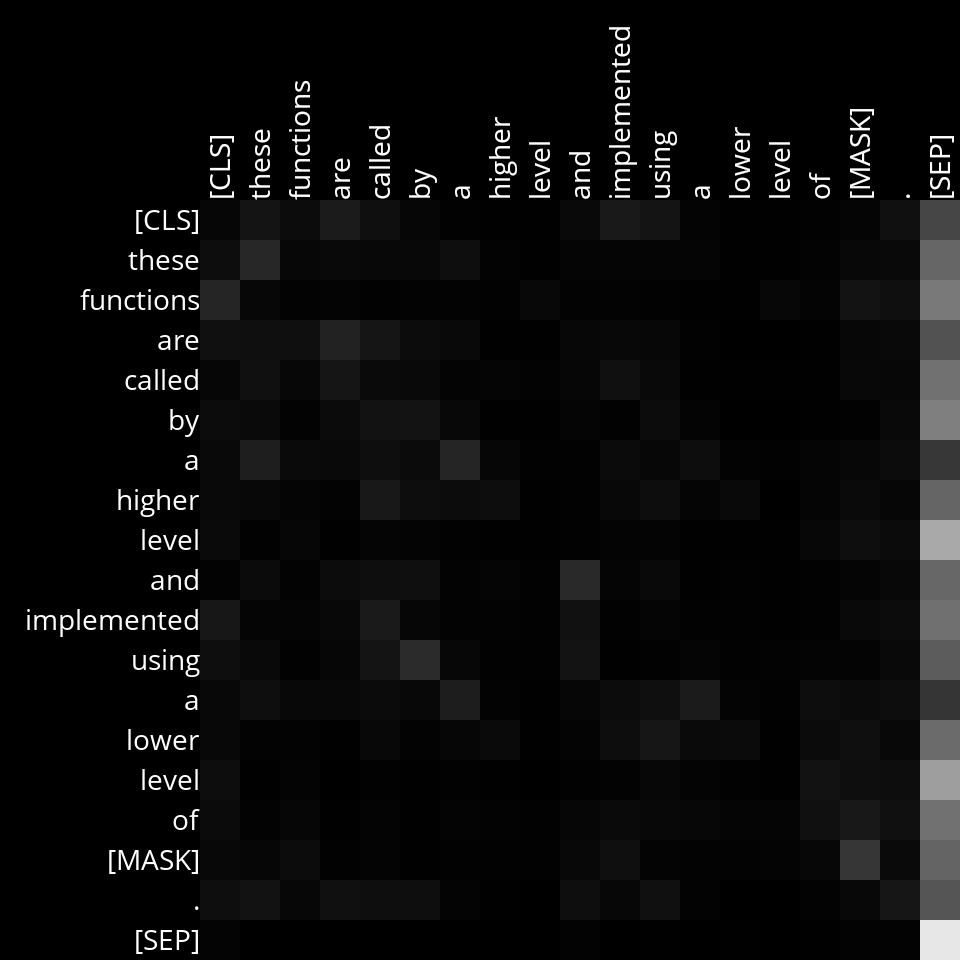 [CLS]
these
functions
are
called
by
a
higher
level
and
implemented
using
a
lower
level
of
[MASK]
.
[SEP]
[CLS]
these
functions
are
called
by
a
higher
level
and
implemented
using
a
lower
level
of
[MASK]
.
[SEP]